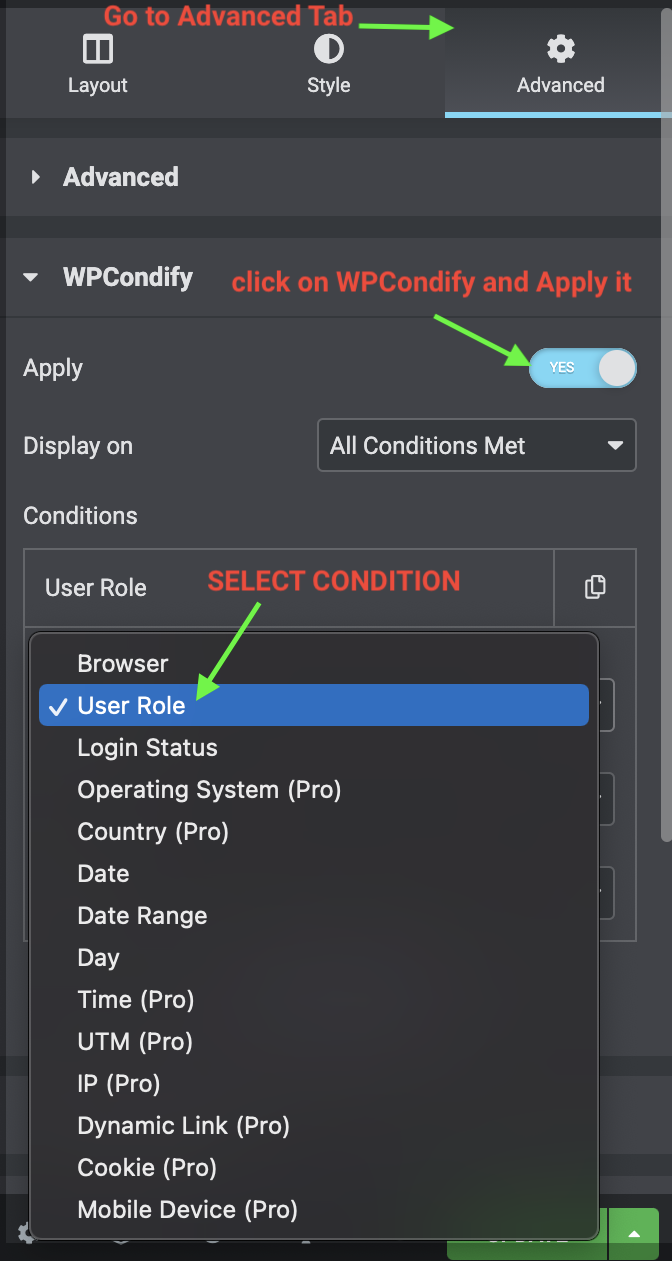 Go to Advanced Tab
Layout
Style
Advanced
Advanced
WPCondify
click on WPCondify and Apply it
Apply
YES
Display on
All Conditions Met
Conditions
User Role
SELECT CONDITION
Browser
User Role
Login Status
Operating System (Pro)
Country (Pro)
Date
Date Range
Day
Time (Pro)
UTM (Pro)
IP (Pro)
Dynamic Link (Pro)
Cookie (Pro)
Mobile Device (Pro)